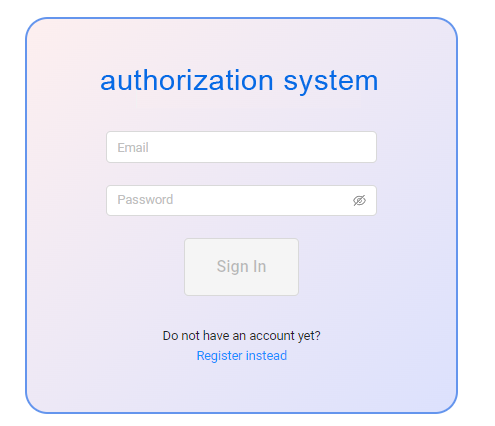 authorization system
Email
Password
Sign In
Do not have an account yet?
Register instead